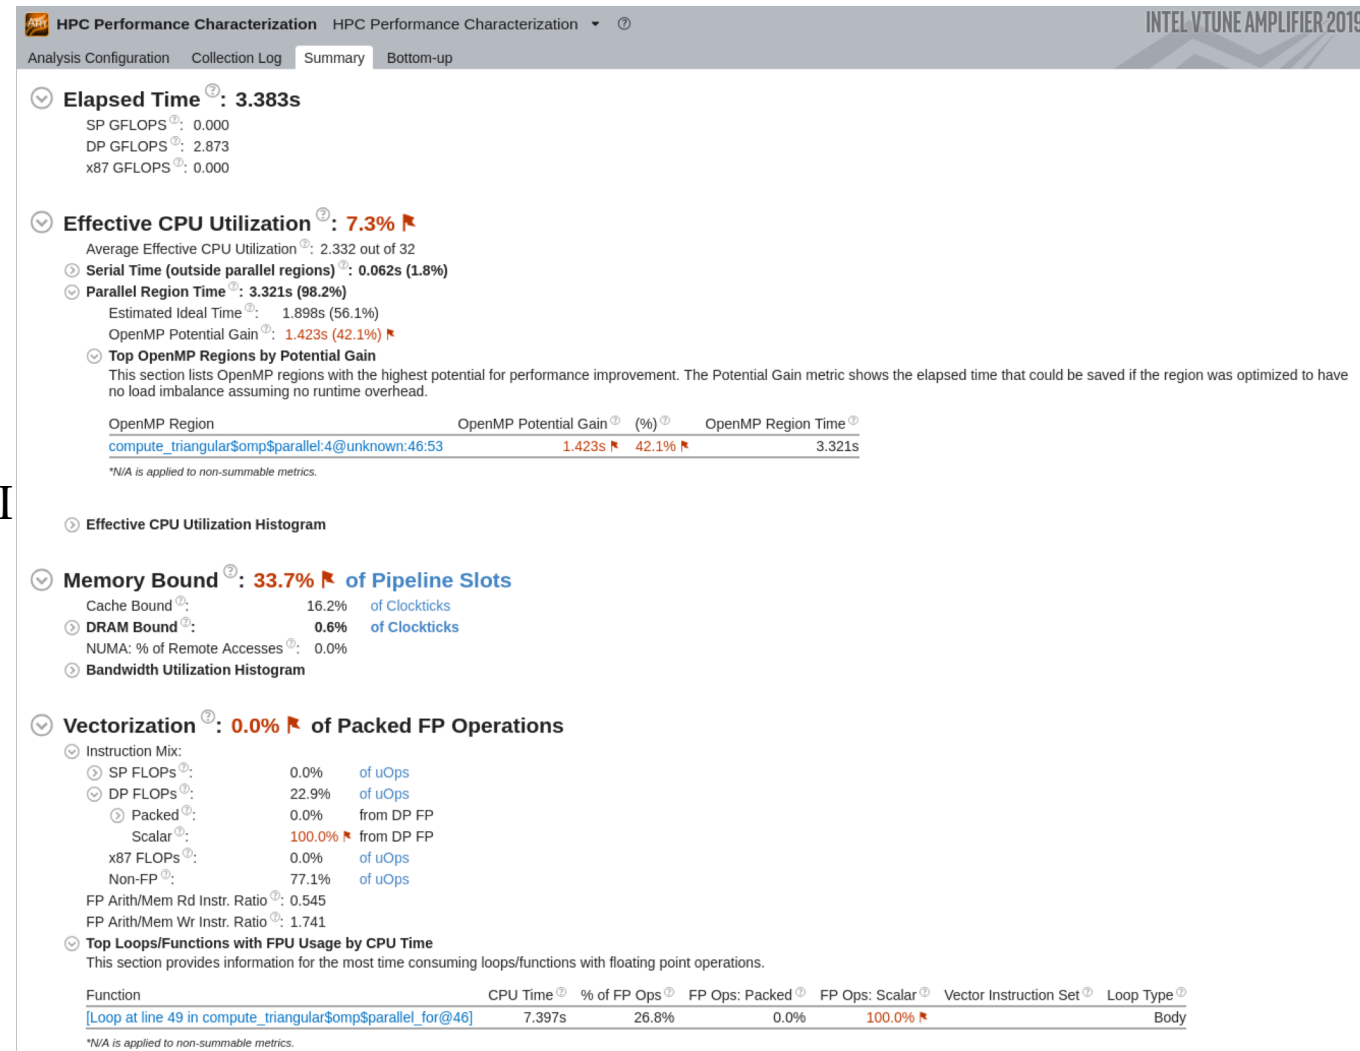 HPC Performance Characterization HPC Performance Characterization INTEL VTUNE AMPLIFIER 2019
Analysis Configuration Collection Log Summary Bottom-up
Elapsed Time: 3.383s
SP GFLOPS: 0.000
DP GFLOPS: 2.873
x87 GFLOPS: 0.000
Effective CPU Utilization: 7.3%
Average Effective CPU Utilization: 2.332 out of 32
Serial Time (outside parallel regions): 0.062s (1.8%)
Parallel Region Time: 3.321s (98.2%)
Estimated Ideal Time: 1.898s (56.1%)
OpenMP Potential Gain: 1.423s (42.1%)
Top OpenMP Regions by Potential Gain
This section lists OpenMP regions with the highest potential for performance improvement. The Potential Gain metric shows the elapsed time that could be saved if the region was optimized to have
no load imbalance assuming no runtime overhead.
OpenMP Region OpenMP Potential Gain (%) OpenMP Region Time
compute_triangular$omp$parallel:4@unknown:46:53 1.423s 42.1% 3.321s
*N/A is applied to non-summable metrics.
I
Effective CPU Utilization Histogram
Memory Bound: 33.7% of Pipeline Slots
Cache Bound: 16.2% of Clockticks
DRAM Bound: 0.6% of Clockticks
NUMA: % of Remote Accesses: 0.0%
Bandwidth Utilization Histogram
Vectorization: 0.0% of Packed FP Operations
Instruction Mix:
SP FLOPs: 0.0% of uOps
DP FLOPs: 22.9% of uOps
Packed: 0.0% from DP FP
Scalar: 100.0% from DP FP
x87 FLOPs: 0.0% of uOps
Non-FP: 77.1% of uOps
FP Arith/Mem Rd Instr. Ratio: 0.545
FP Arith/Mem Wr Instr. Ratio: 1.741
Top Loops/Functions with FPU Usage by CPU Time
This section provides information for the most time consuming loops/functions with floating point operations.
Function CPU Time % of FP Ops FP Ops: Packed FP Ops: Scalar Vector Instruction Set Loop Type
[Loop at line 49 in compute_triangular$omp$parallel_for@46] 7.397s 26.8% 0.0% 100.0% Body
*N/A is applied to non-summable metrics.